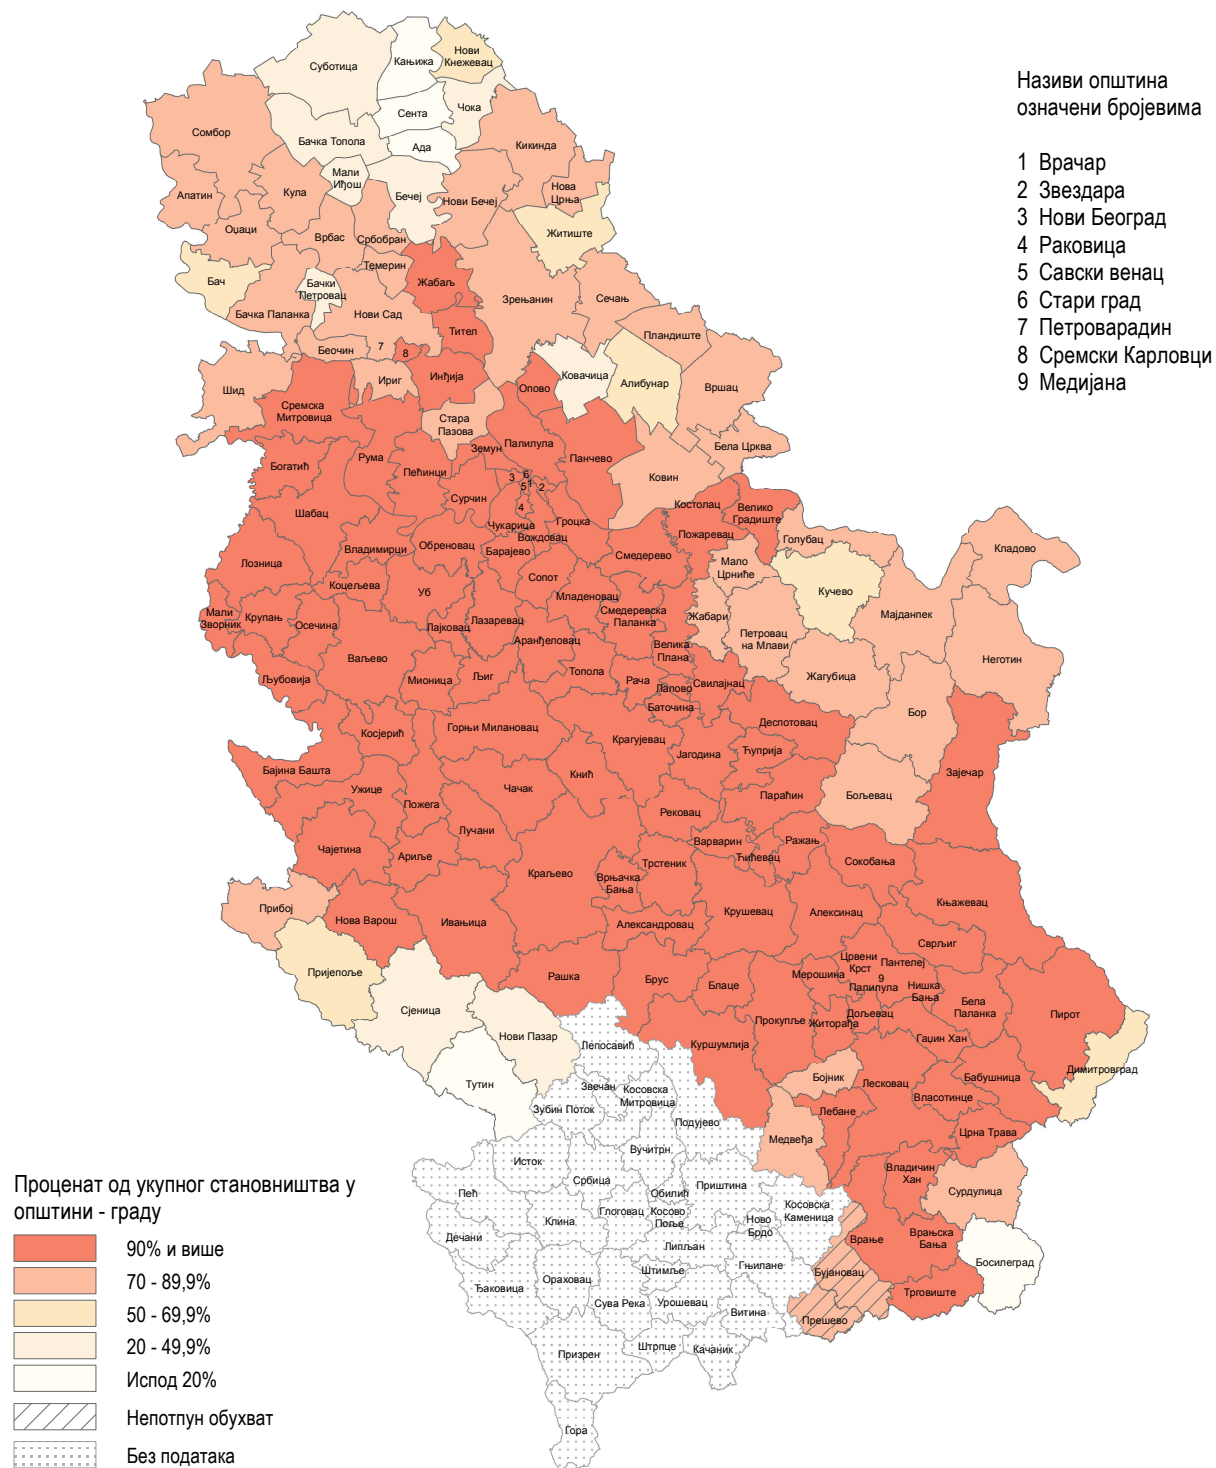 Суботица
Кањижа
Нови
Кнежевац
Сента
Чока
Сомбор
Бачка Топола
Ада
Кикинда
Мали
Иђош
Бечеј
Апатин
Кула
Нови Бечеј
Нова
Црња
Оџаци
Врбас
Србобран
Житиште
Темерин
Бач
Бачки
Петровац
Жабаљ
Зрењанин
Сечањ
Бачка Паланка
Нови Сад
Тител
Пландиште
Беочин
7
8
Ириг
Инђија
Опово
Ковачица
Алибунар
Вршац
Шид
Сремска
Митровица
Стара
Пазова
Земун
Палилула
Панчево
Бела Црква
Рума
Богатић
Пећинци
Сурчин
3
6
5
1
2
4
Ковин
Шабац
Чукарица
Гроцка
Вождовац
Костолац
Пожаревац
Велико
Градиште
Голубац
Кладово
Владимирци
Обреновац
Барајево
Смедерево
Лозница
Коцељева
Уб
Сопот
Мало
Црниће
Кучево
Младеновац
Мали
Зворник
Крупањ
Осечина
Лајковац
Лазаревац
Смедеревска
Паланка
Жабари
Петровац
на Млави
Мајданпек
Аранђеловац
Неготин
Ваљево
Велика
Плана
Љубовија
Мионица
Љиг
Топола
Рача
Лапово
Свилајнац
Жагубица
Баточина
Бор
Косјерић
Горњи Милановац
Крагујевац
Деспотовац
Јагодина
Ћуприја
Бајина Башта
Кнић
Зајечар
Ужице
Чачак
Пожега
Параћин
Бољевац
Рековац
Лучани
Чајетина
Ариље
Варварин
Ражањ
Ћићевац
Трстеник
Сокобања
Краљево
Врњачка
Бања
Прибој
Нова Варош
Ивањица
Крушевац
Алексинац
Књажевац
Александровац
Сврљиг
Пријепоље
Рашка
Брус
Блаце
Мерошина
Црвени
Крст
Пантелеј
9
Палилула
Нишка
Бања
Бела
Паланка
Пирот
Сјеница
Нови Пазар
Прокупље
Житорађа
Дољевац
Гаџин Хан
Лепосавић
Куршумлија
Димитровград
Тутин
Звечан
Косовска
Митровица
Бојник
Лесковац
Бабушница
Власотинце
Зубин Поток
Подујево
Лебане
Медвеђа
Црна Трава
Исток
Вучитрн
Владичин
Хан
Сурдулица
Пећ
Србица
Обилић
Приштина
Косовска
Каменица
Клина
Глоговац
Косово
Поље
Ново
Брдо
Врање
Врањска
Бања
Дечани
Липљан
Босилеград
Гњилане
Бујановац
Ђаковица
Ораховац
Штимље
Трговиште
Сува Река
Урошевац
Витина
Прешево
Призрен
Штрпце
Качаник
Гора
Називи општина
означени бројевима
1 Врачар
2 Звездара
3 Нови Београд
4 Раковица
5 Савски венац
6 Стари град
7 Петроварадин
8 Сремски Карловци
9 Медијана
Проценат од укупног становништва у
општини - граду
90% и више
70 - 89,9%
50 - 69,9%
20 - 49,9%
Испод 20%
Непотпун обухват
Без података